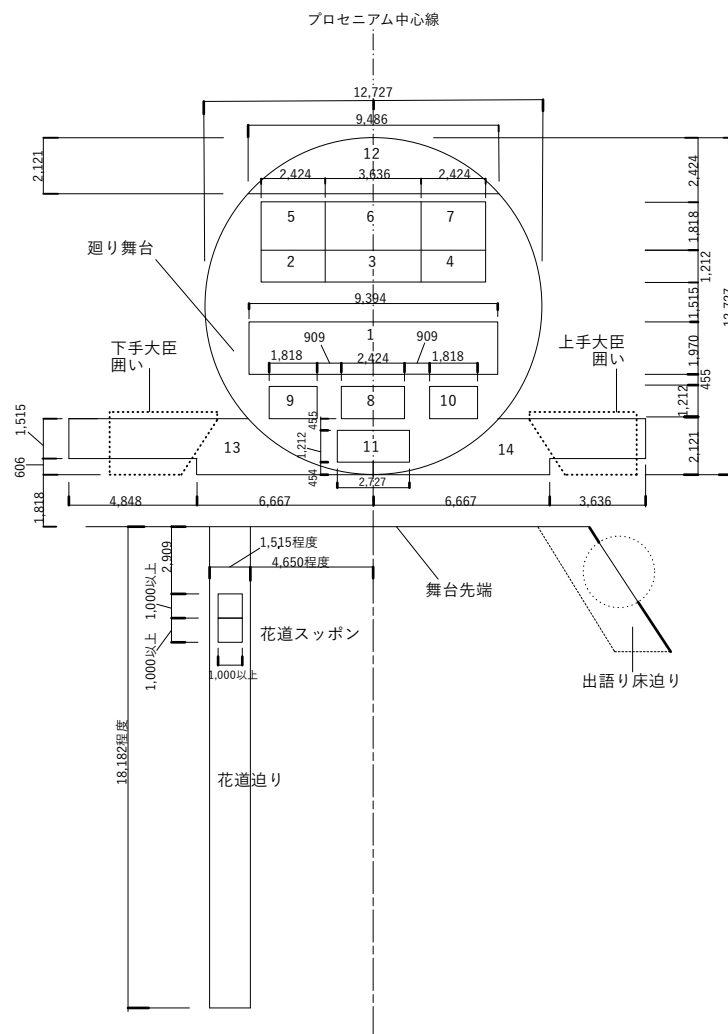 プロセニアム中心線
12,727
9,486
12
2,121
2,424
3,636
2,424
2,424
5
6
7
1,818
廻り舞台
2
3
4
1,212
9,394
1,515
12,727
1
下手大臣
囲い
909
909
上手大臣
囲い
1,818
2,424
1,818
1,970
455
9
8
10
1,212
1,515
455
13
1,212
11
14
2,121
606
454
2,727
4,848
6,667
6,667
3,636
1,818
1,515程度
2,909
4,650程度
舞台先端
1,000以上
花道スッポン
1,000以上
1,000以上
出語り床迫り
18,182程度
花道迫り